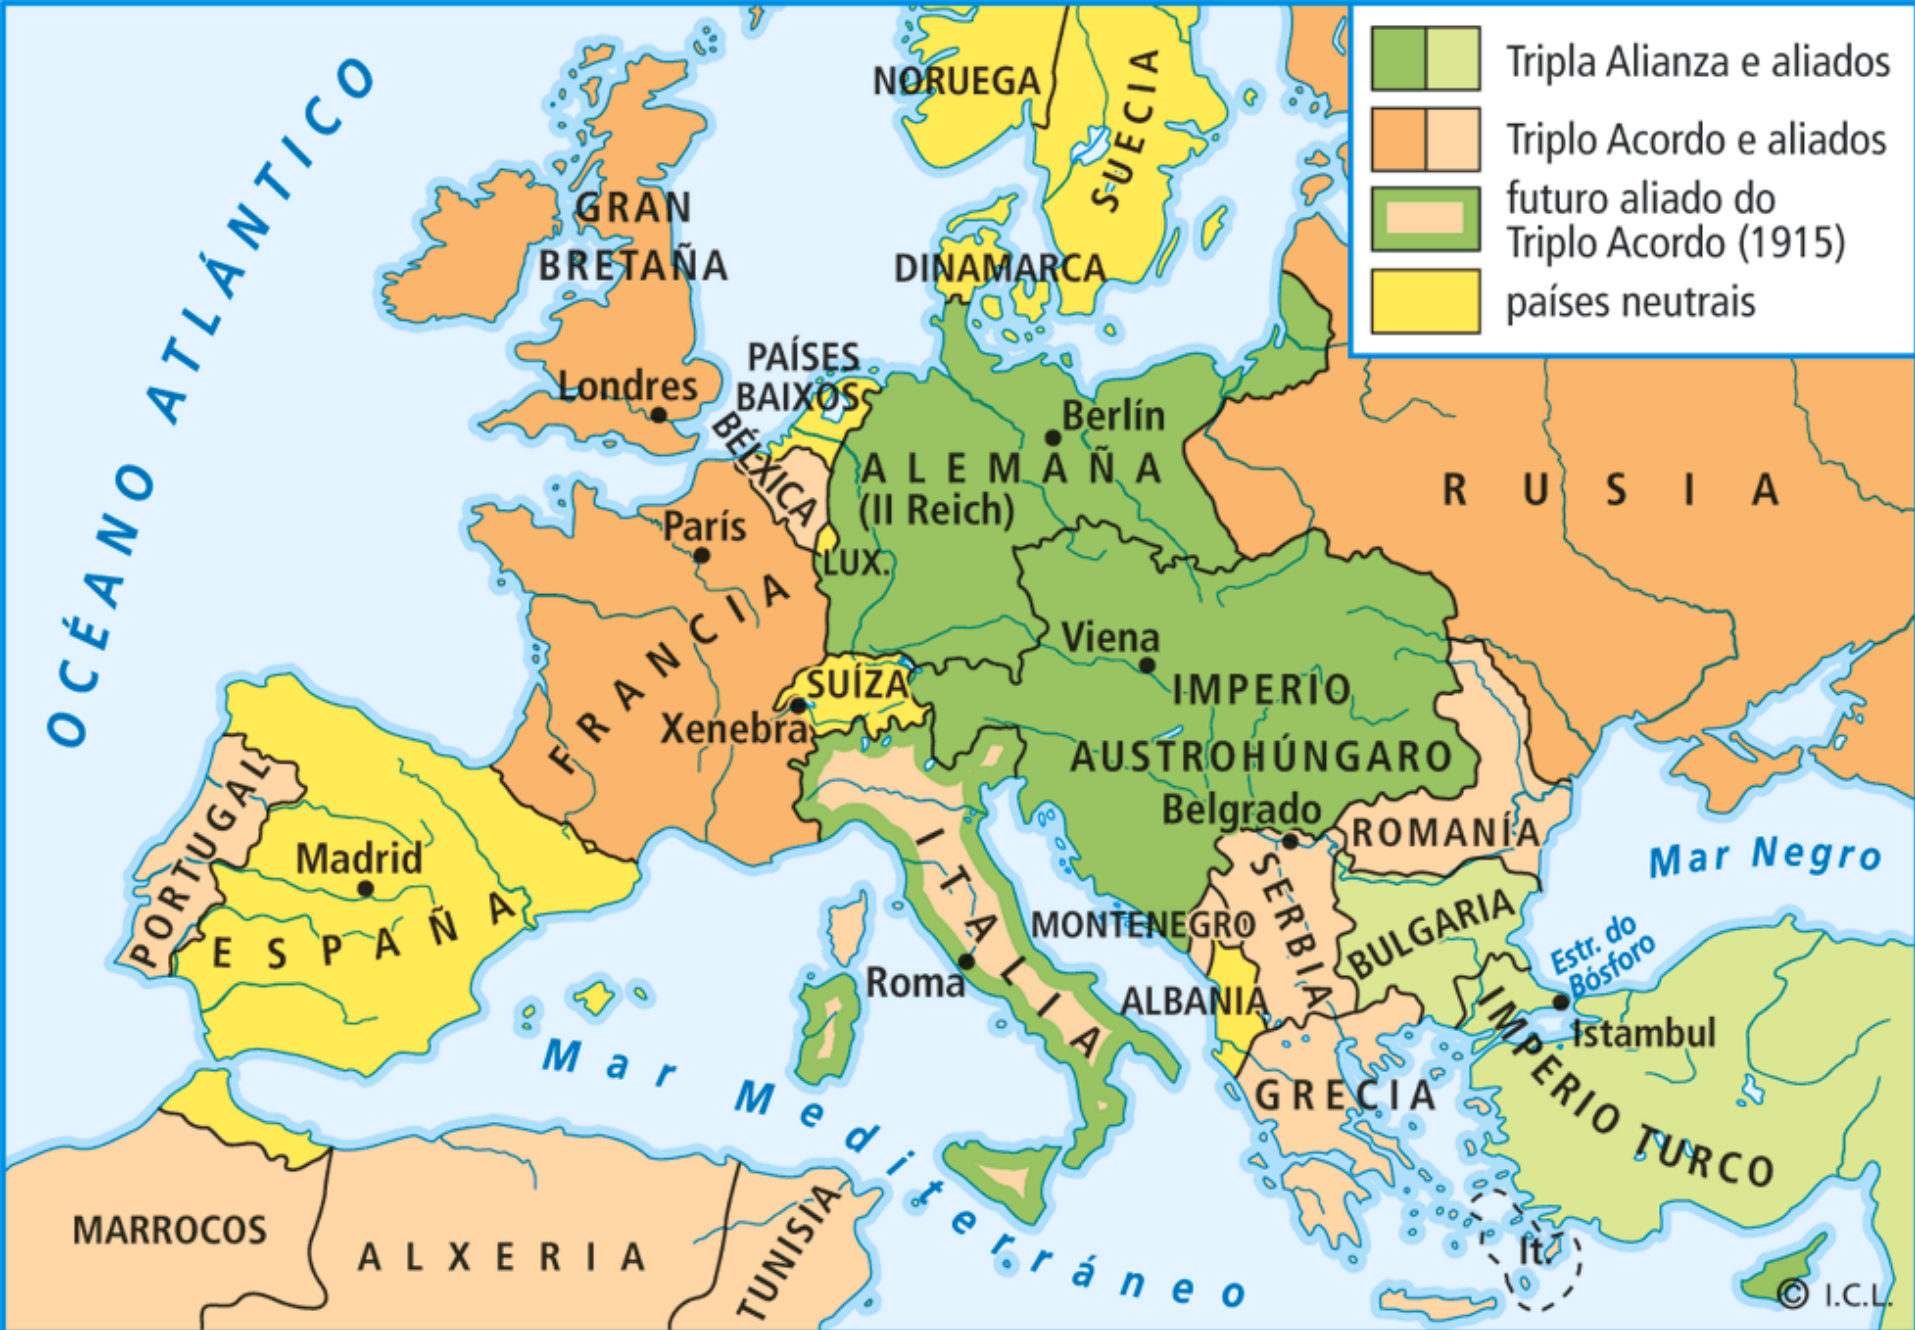 Tripla Alianza e aliados
Triplo Acordo e aliados
futuro aliado do
Triplo Acordo (1915)
países neutrais
OCÉANO ATLÁNTICO
NORUEGA
SUECIA
GRAN
BRETAÑA
DINAMARCA
Londres
PAÍSES
BAIXOS
BÉLXICA
Berlín
ALEMAÑA
(II Reich)
RUSIA
París
LUX.
FRANCIA
Viena
SUÍZA
Xenebra
IMPERIO
AUSTROHÚNGARO
Belgrado
ROMANÍA
Mar Negro
PORTUGAL
Madrid
ESPAÑA
ITALIA
Roma
MONTENEGRO
SERBIA
BULGARIA
Estr. do
Bósforo
ALBANIA
Istambul
IMPERIO TURCO
GRECIA
Mar Mediterráneo
MARROCOS
ALXERIA
TUNISIA
It.
© I.C.L.